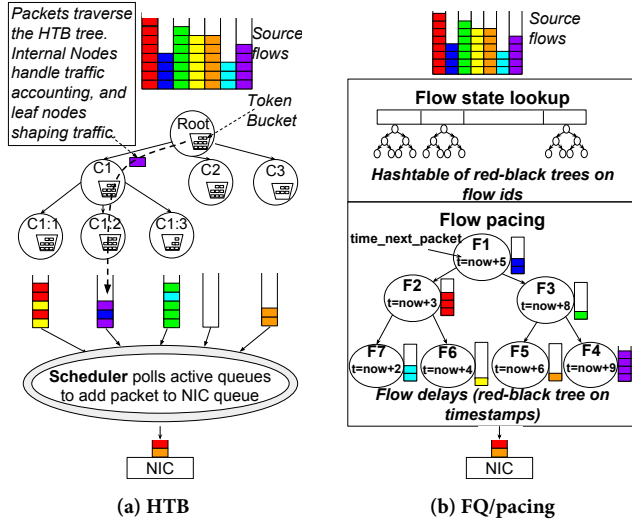 Packets traverse
the HTB tree.
Internal Nodes
handle traffic
accounting, and
leaf nodes
shaping traffic
Source
flows
Token
Bucket
Root
C1
C2
C3
C1:1
C1:2
C1:3
Scheduler polls active queues
to add packet to NIC queue
NIC
(a) HTB
Source
flows
Flow state lookup
Hashtable of red-black trees on
flow ids
Flow pacing
time_next_packet
F1
t=now+5
F2
t=now+3
F3
t=now+8
F7
t=now+2
F6
t=now+4
F5
t=now+6
F4
t=now+9
Flow delays (red-black tree on
timestamps)
NIC
(b) FQ/pacing